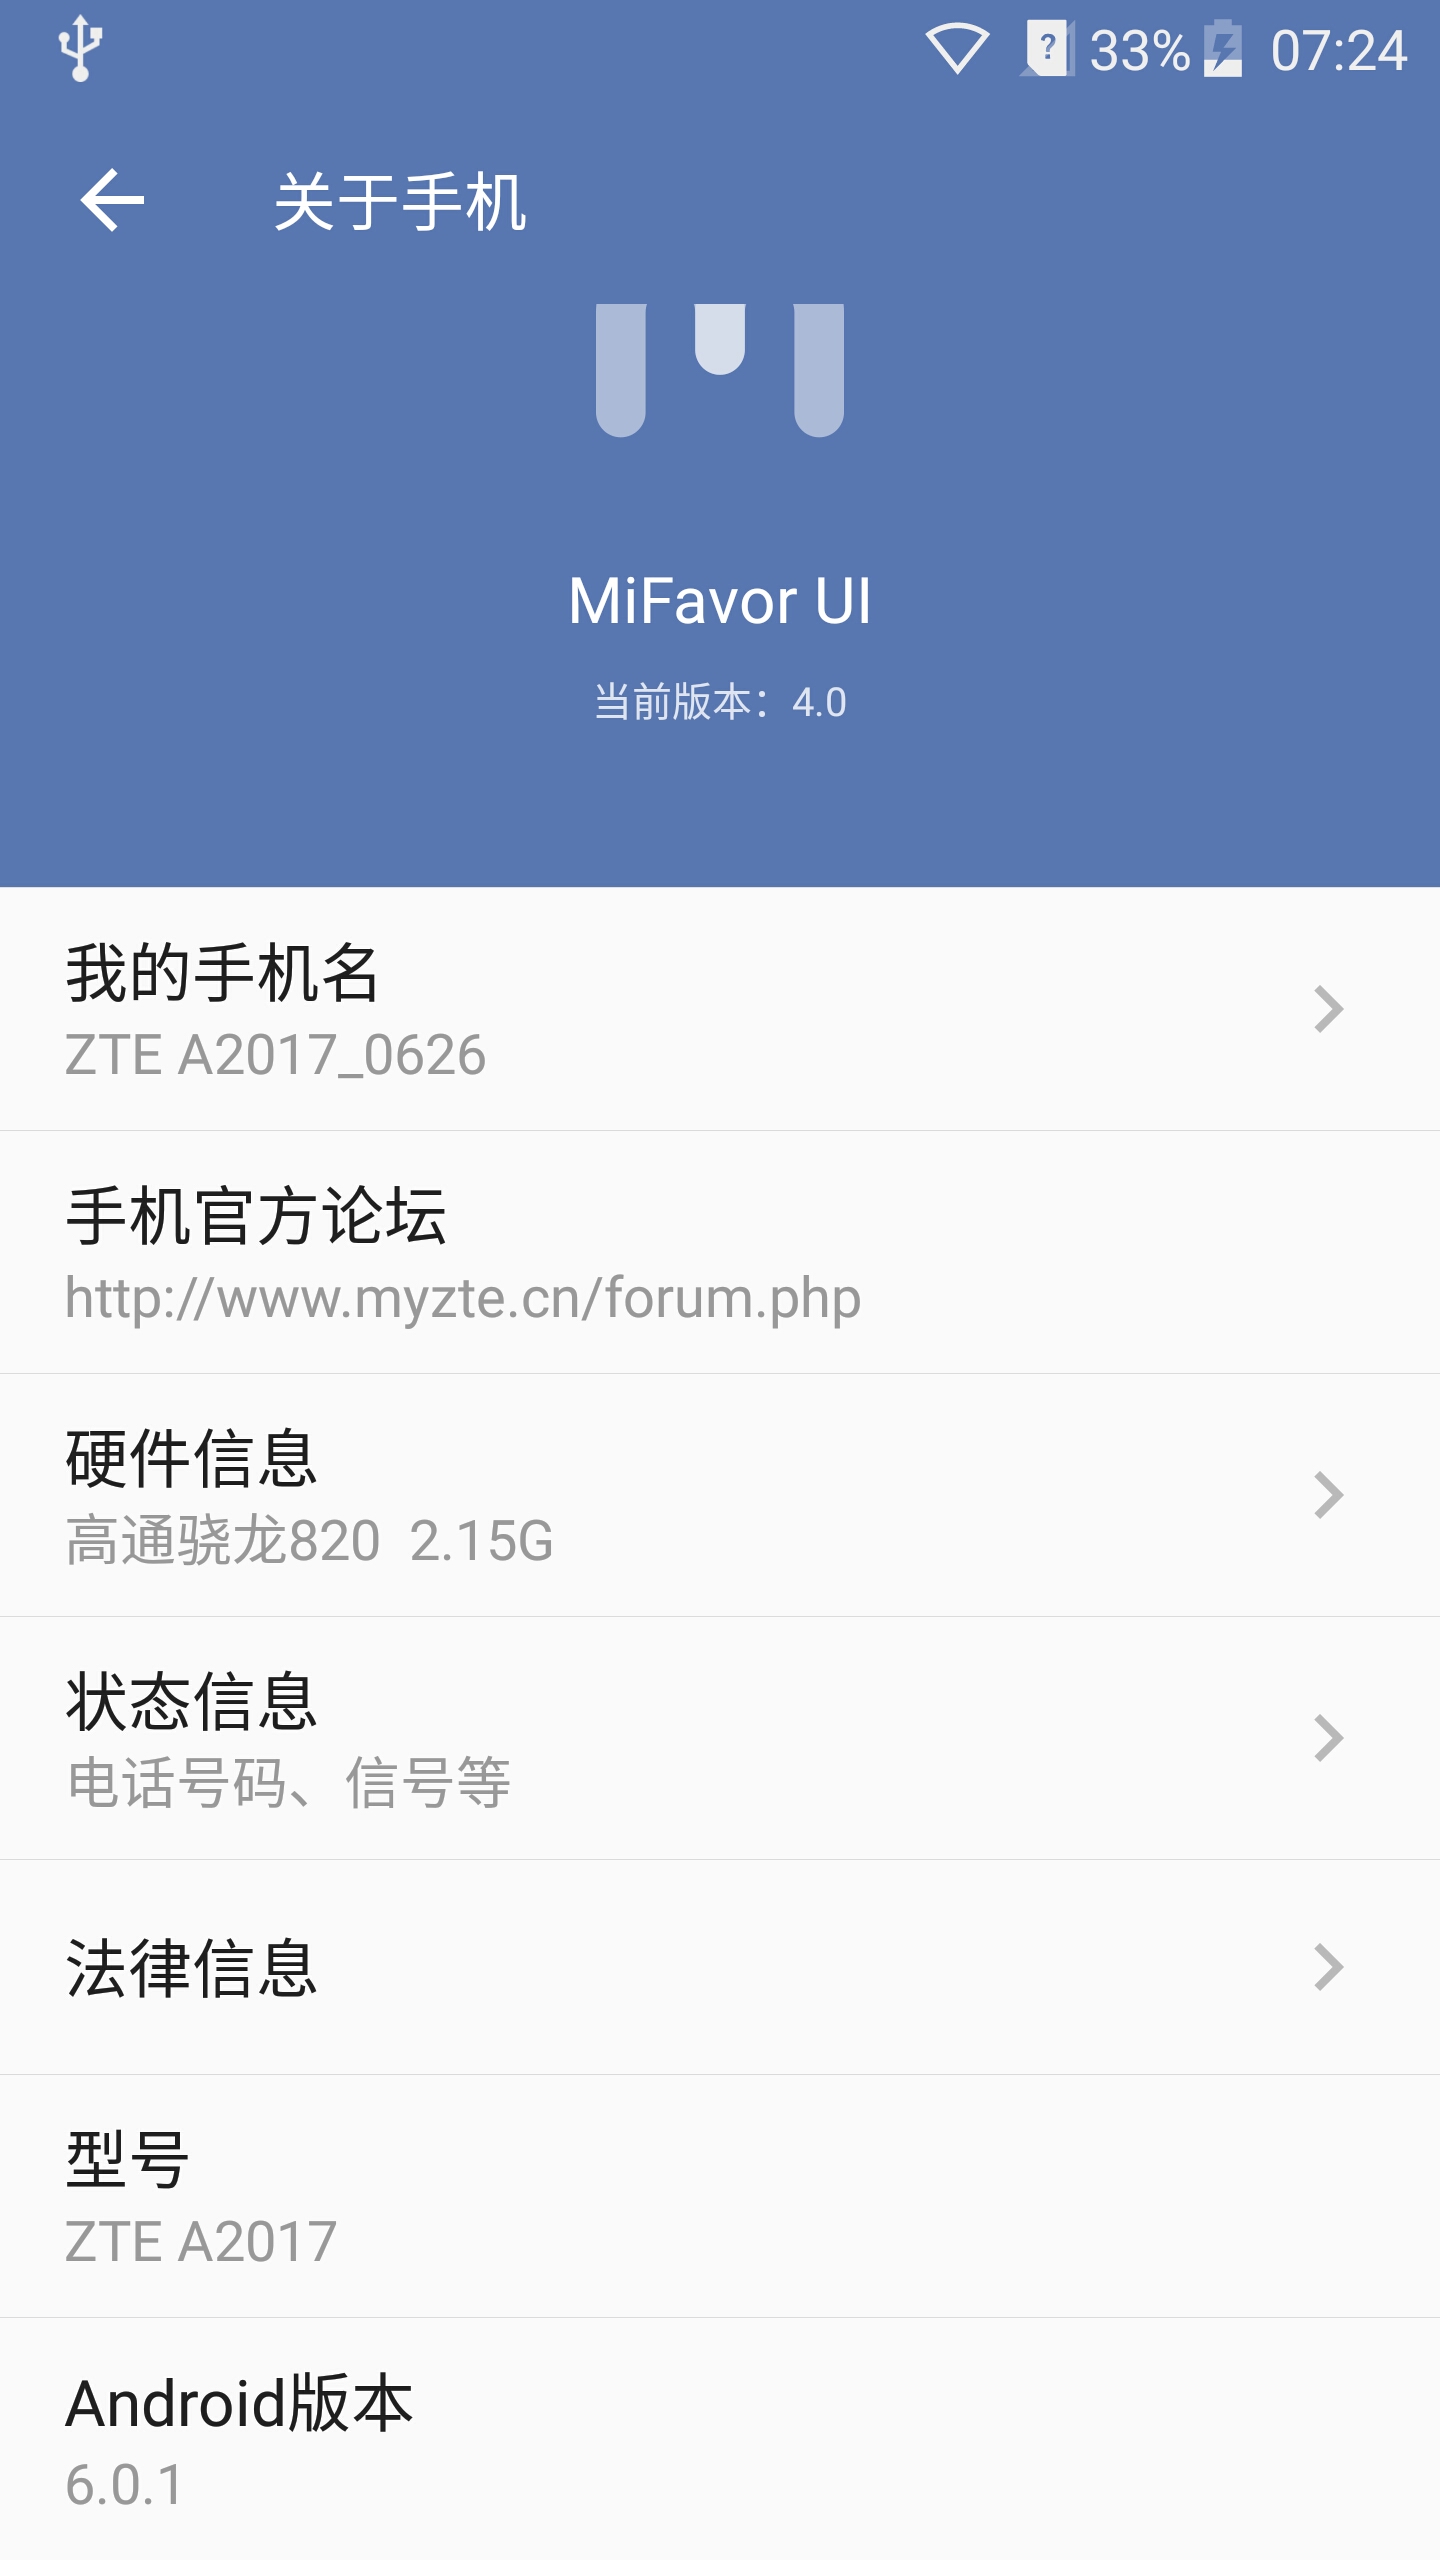 33% 07:24
关于手机
MiFavor UI
当前版本：4.0
我的手机名
ZTE A2017_0626
手机官方论坛
http://www.myzte.cn/forum.php
硬件信息
高通骁龙820  2.15G
状态信息
电话号码、信号等
法律信息
型号
ZTE A2017
Android版本
6.0.1